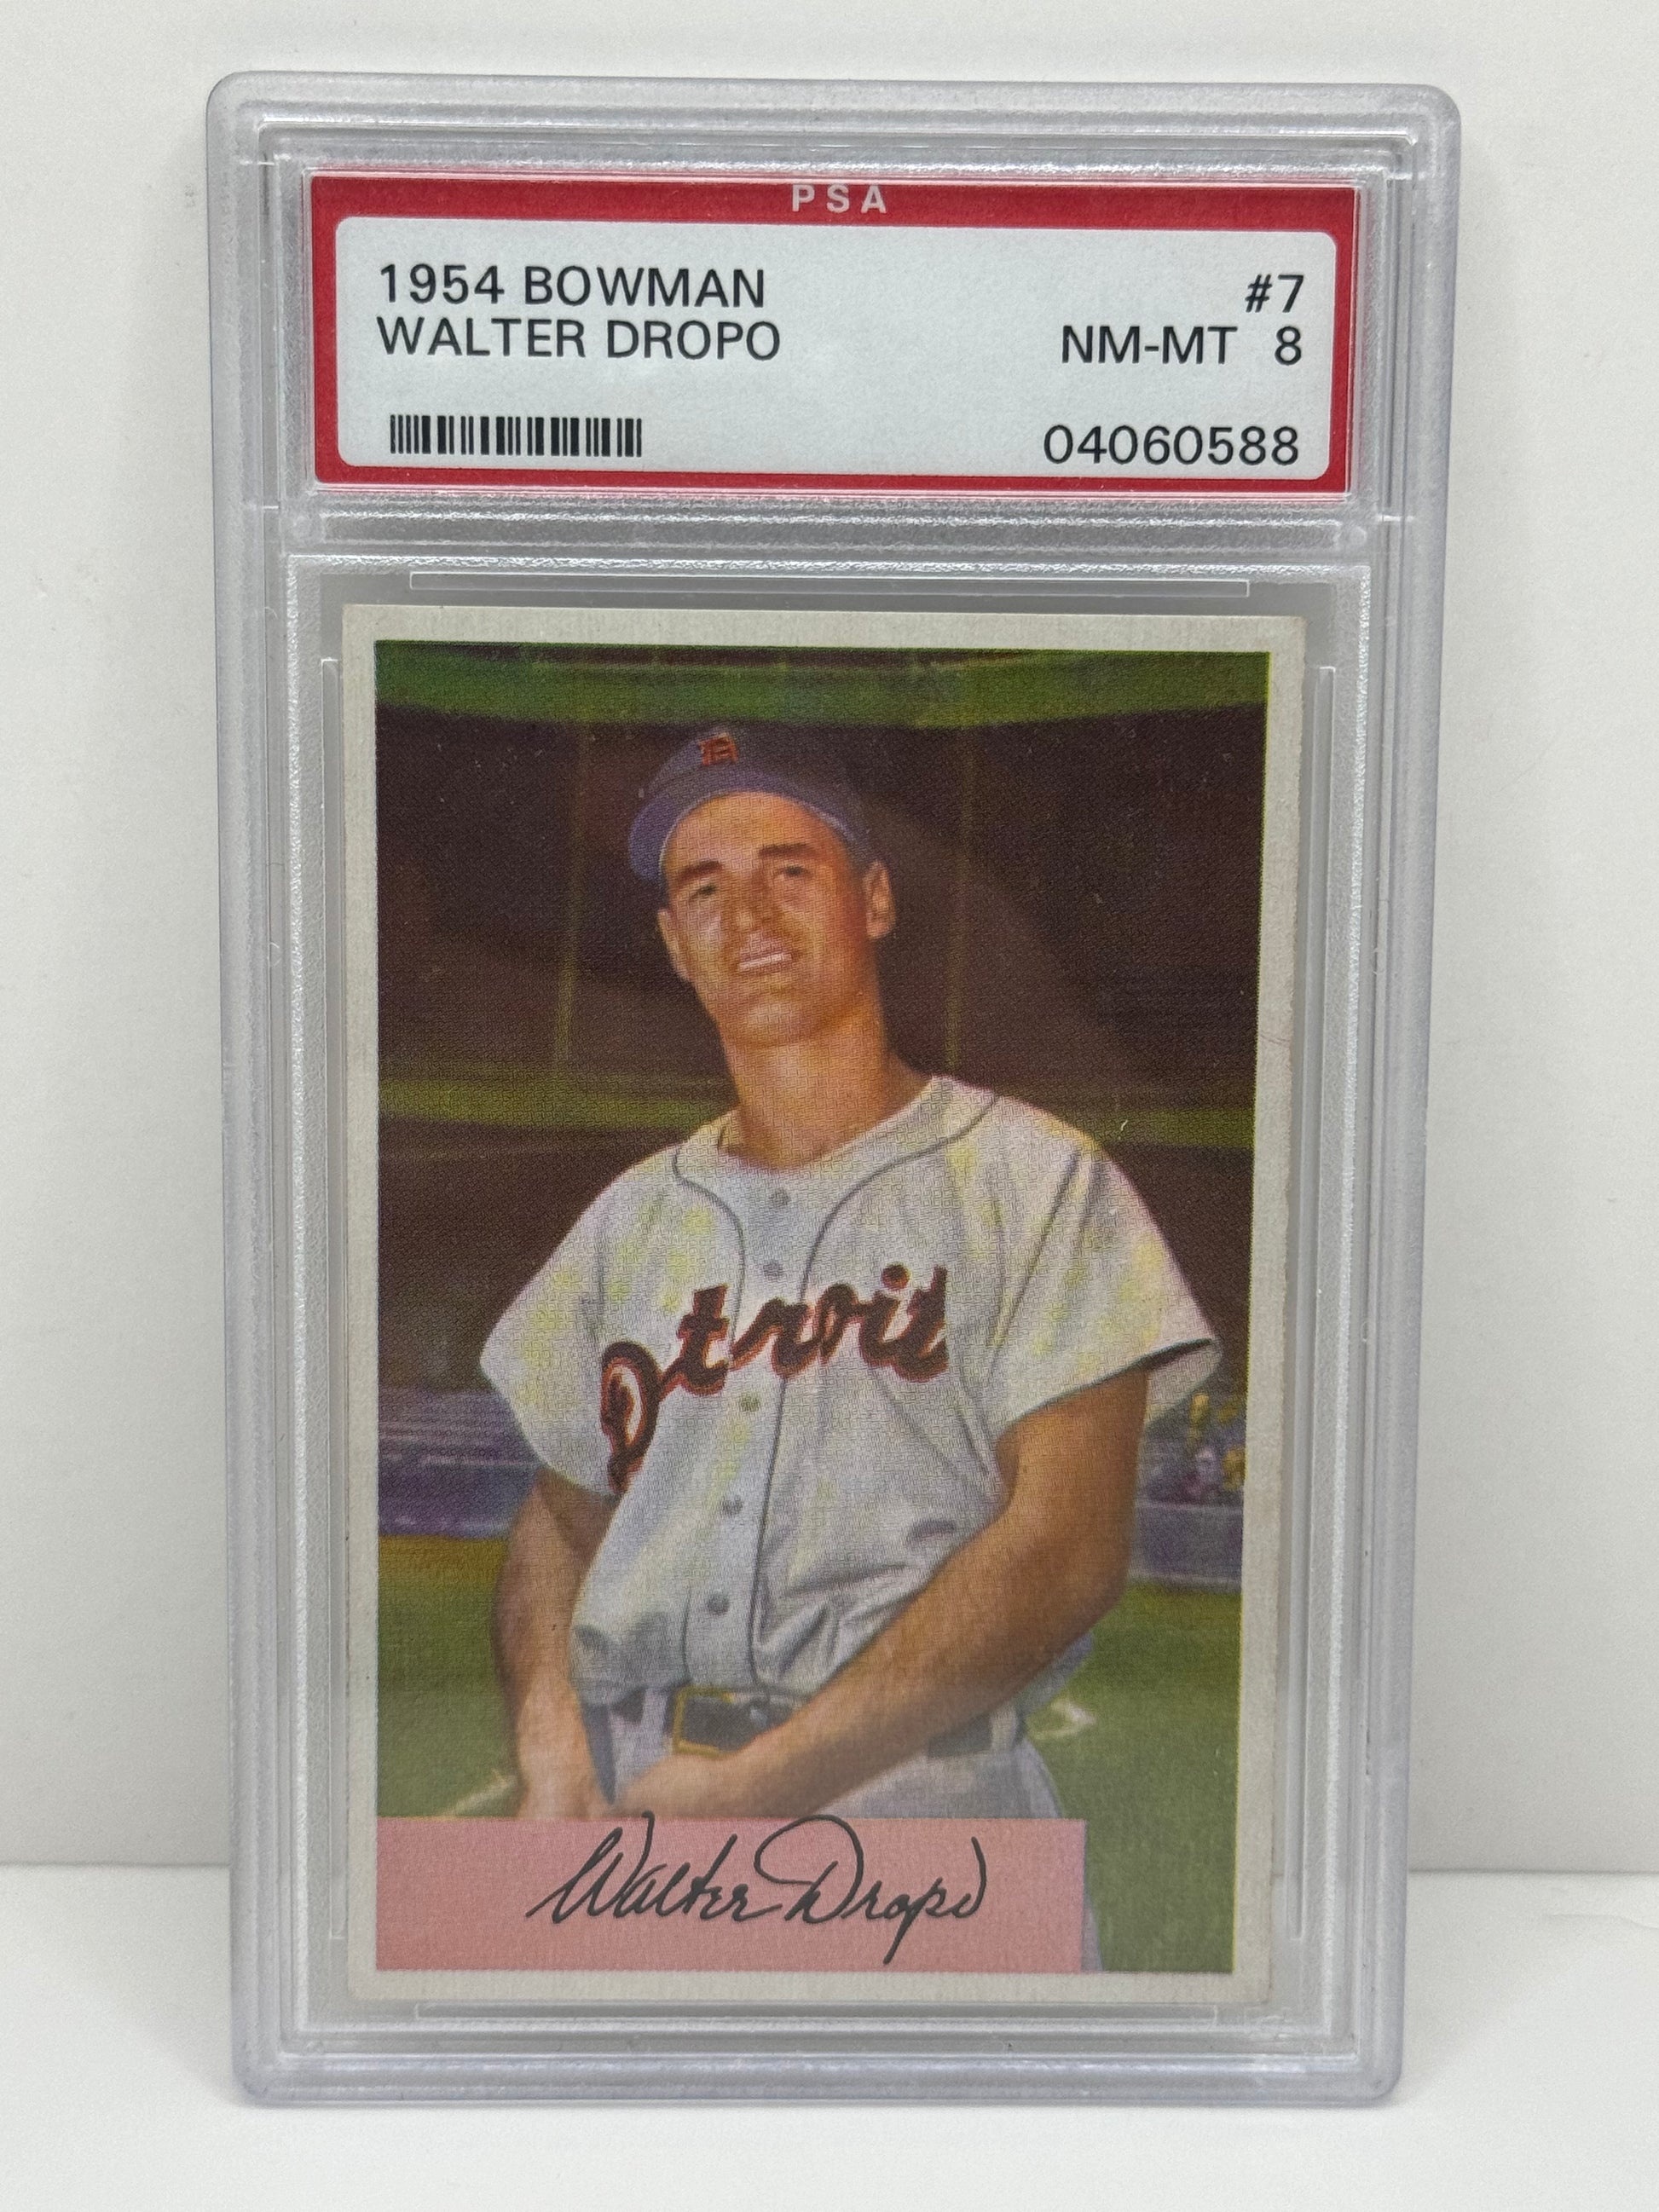 PSA
1954 BOWMAN #7
WALTER DROPO NM-MT 8
04060588
D
Detroit
Walter Dropo